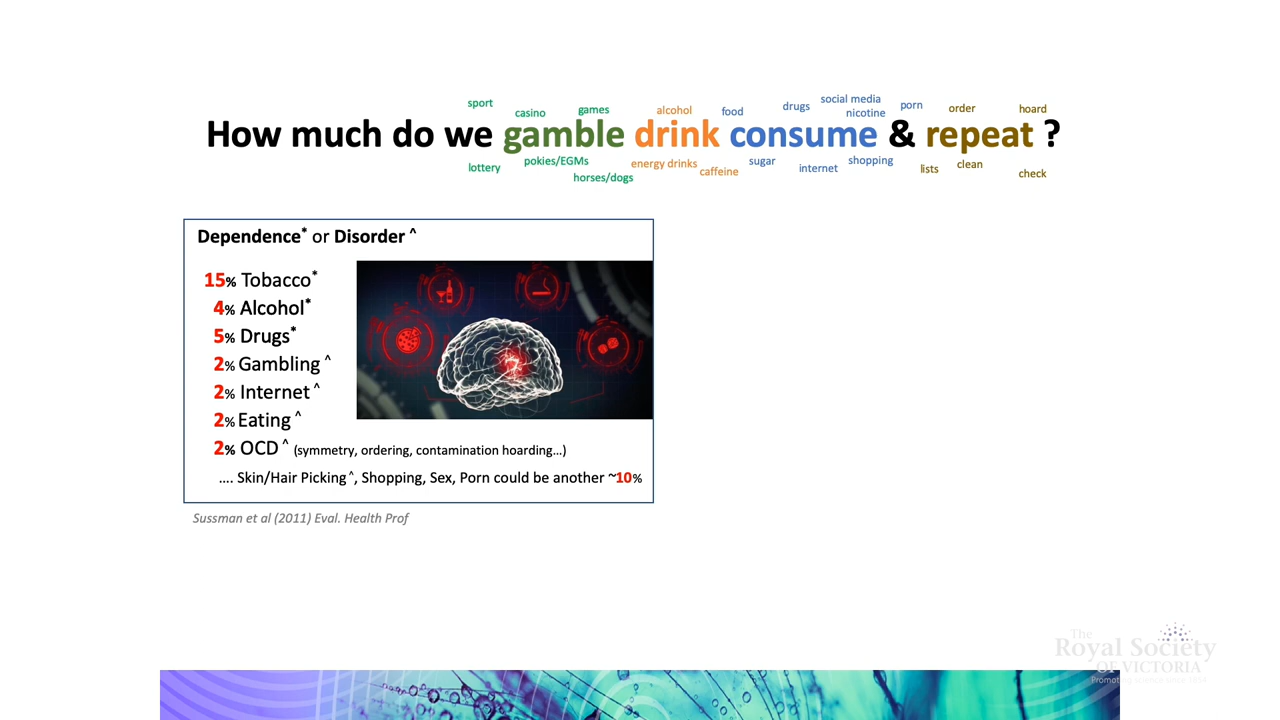 sport casino games alcohol food drugs social media nicotine porn order hoard
How much do we gamble drink consume & repeat ?
lottery pokies/EGMs horses/dogs energy drinks caffeine sugar internet shopping lists clean check
Dependence* or Disorder ^
15% Tobacco*
4% Alcohol*
5% Drugs*
2% Gambling ^
2% Internet ^
2% Eating ^
2% OCD ^ (symmetry, ordering, contamination hoarding…)
…. Skin/Hair Picking ^, Shopping, Sex, Porn could be another ~10%
Sussman et al (2011) Eval. Health Prof
The
Royal Society
OF VICTORIA
Promoting science since 1854